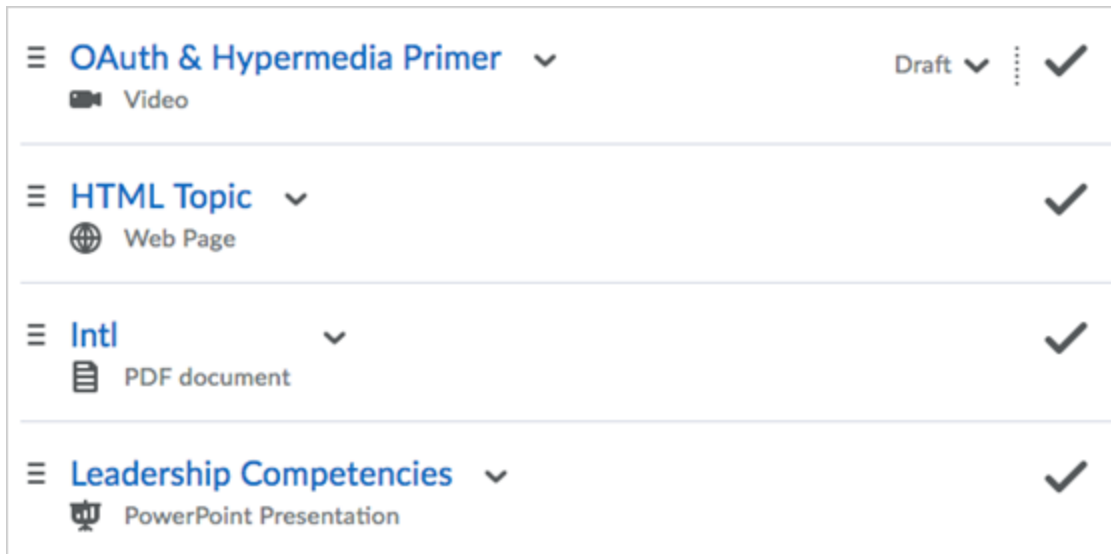 OAuth & Hypermedia Primer
Draft
Video
HTML Topic
Web Page
Intl
PDF document
Leadership Competencies
PowerPoint Presentation